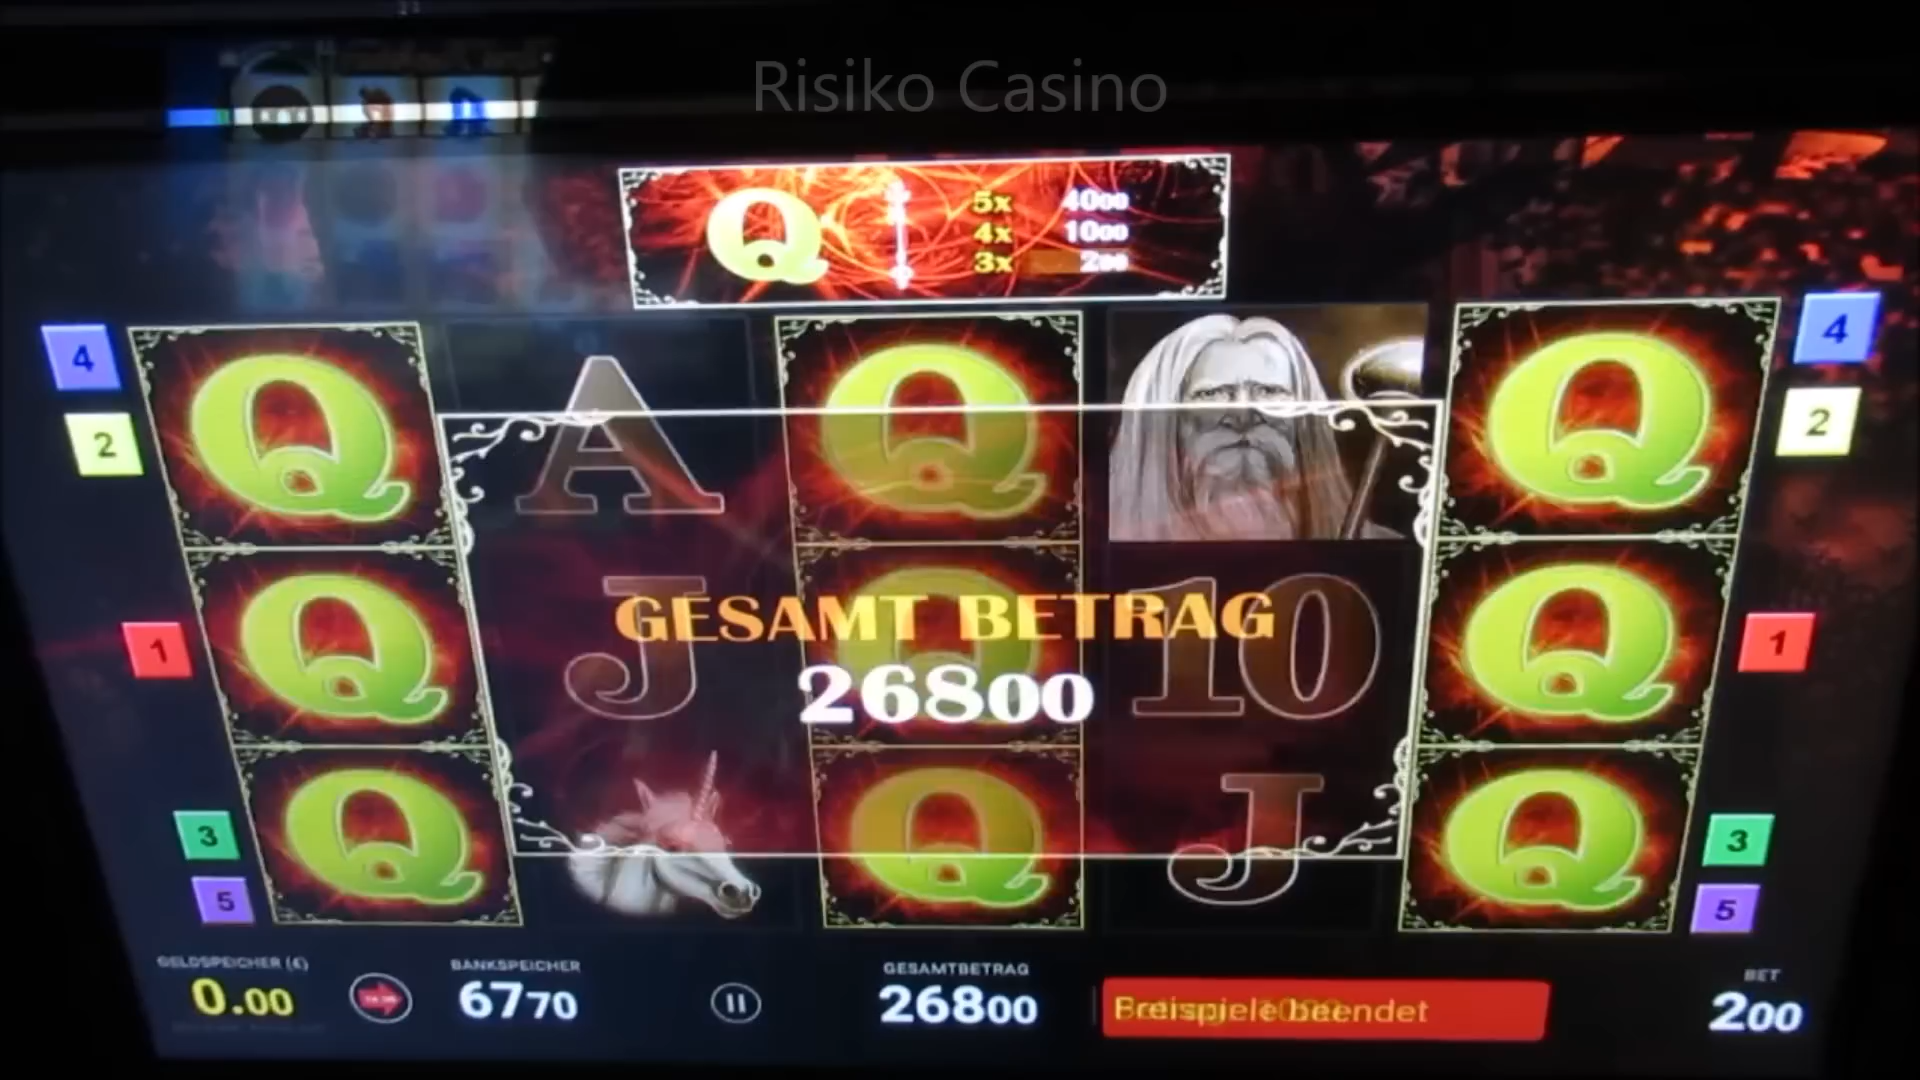 Risiko Casino
Q
5x 4000
4x 1000
3x 200
4 Q A Q Q 4
2 2
1 Q J Q 10 Q 1
GESAMT BETRAG
26800
3 Q Q J Q 3
5 5
GELDSPEICHER (€) BANKSPEICHER GESAMTBETRAG BET
0.00 6770 26800 Freispiele beendet 200